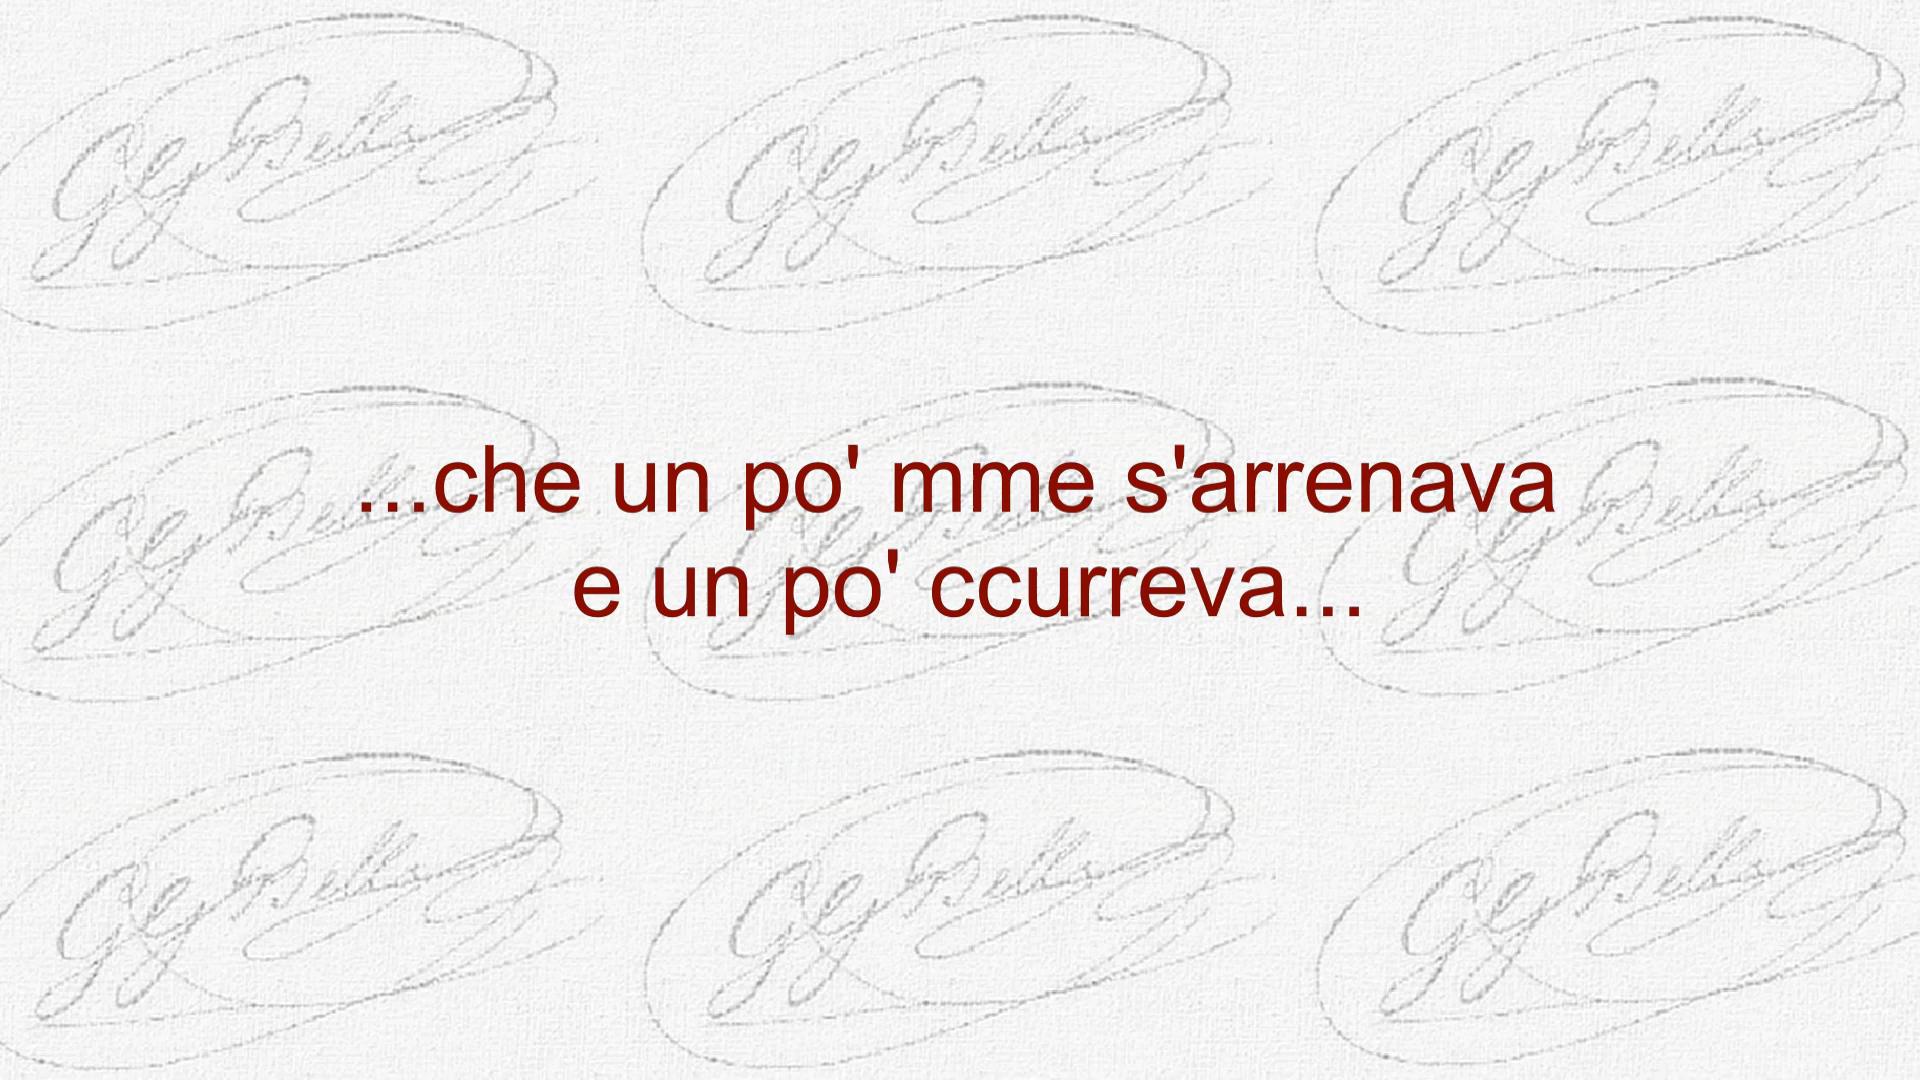 ...che un po' mme s'arrenava
e un po' ccurreva...